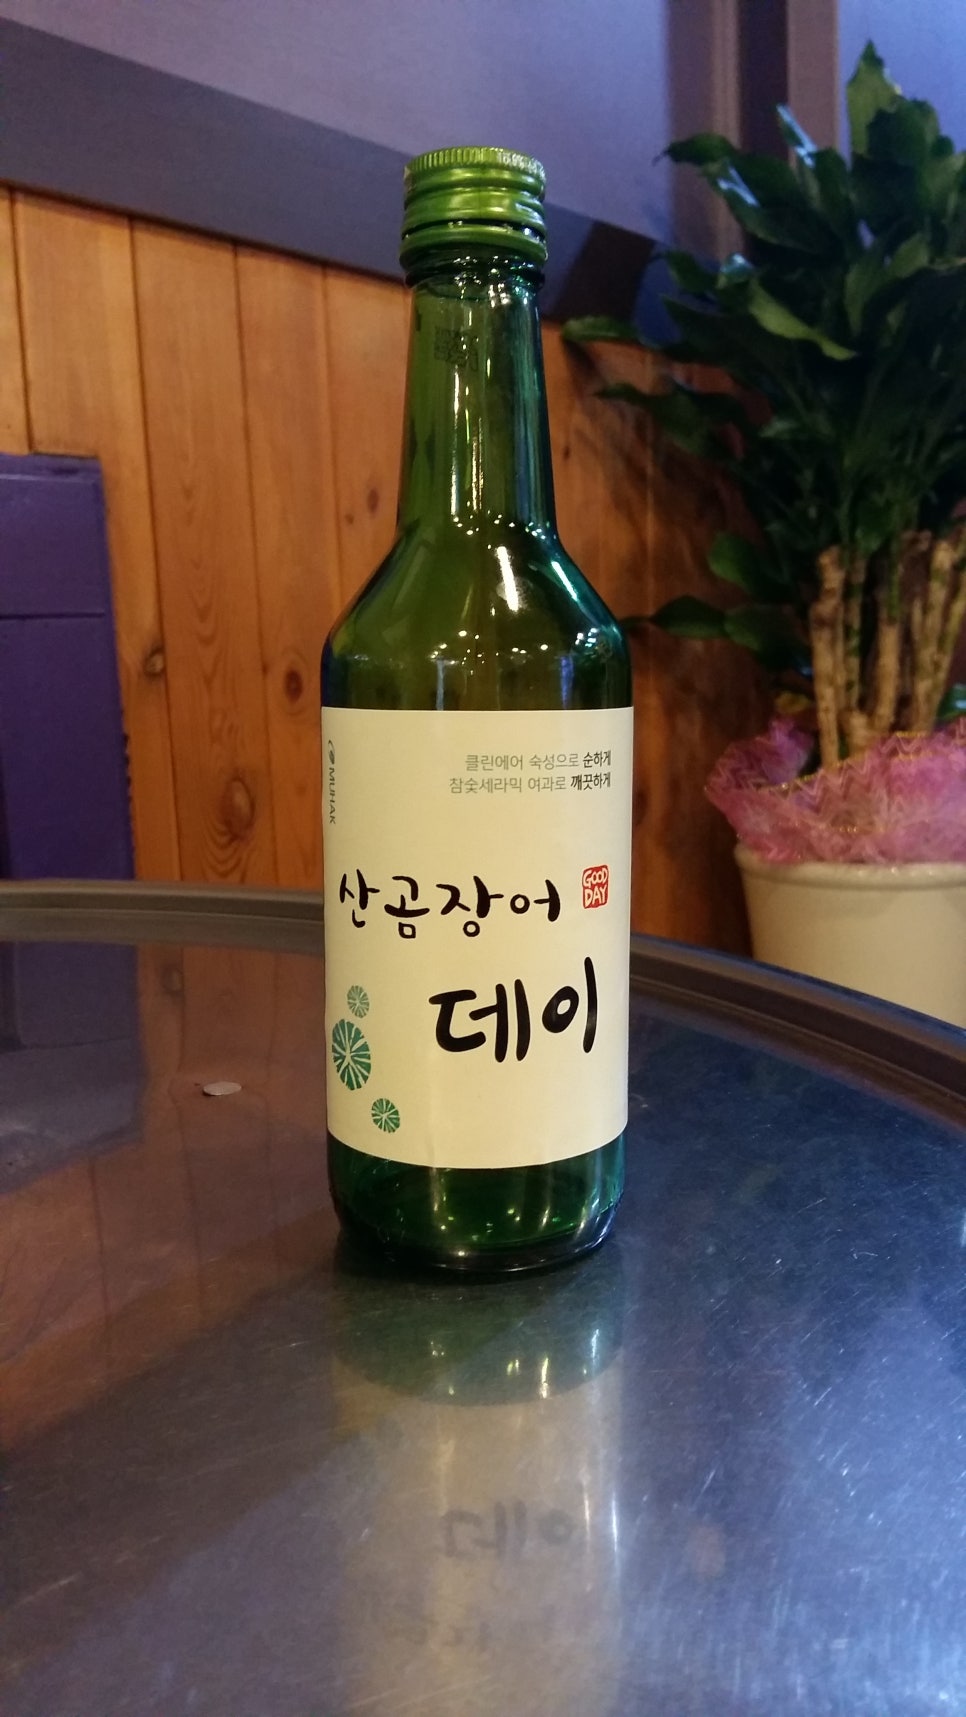 클린에어 숙성으로 순하게
참숯세라믹 여과로 깨끗하게
MUHAK
산곰장어
GOOD
DAY
데이